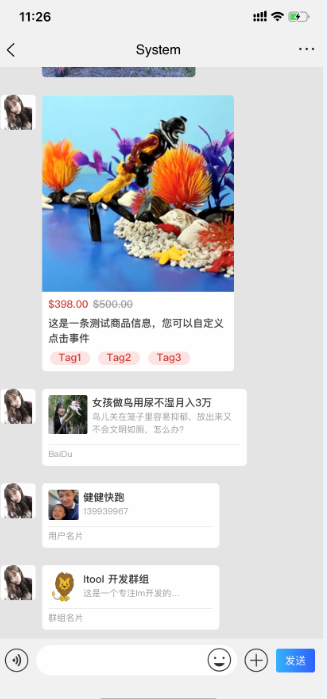 11:26
System
$398.00 $500.00
这是一条测试商品信息，您可以自定义
点击事件
Tag1 Tag2 Tag3
女孩做鸟用尿不湿月入3万
鸟儿关在笼子里容易抑郁，放出来又
不会文明如厕，怎么办?
BaiDu
健健快跑
139939967
用户名片
Itool 开发群组
这是一个专注Im开发的...
群组名片
发送